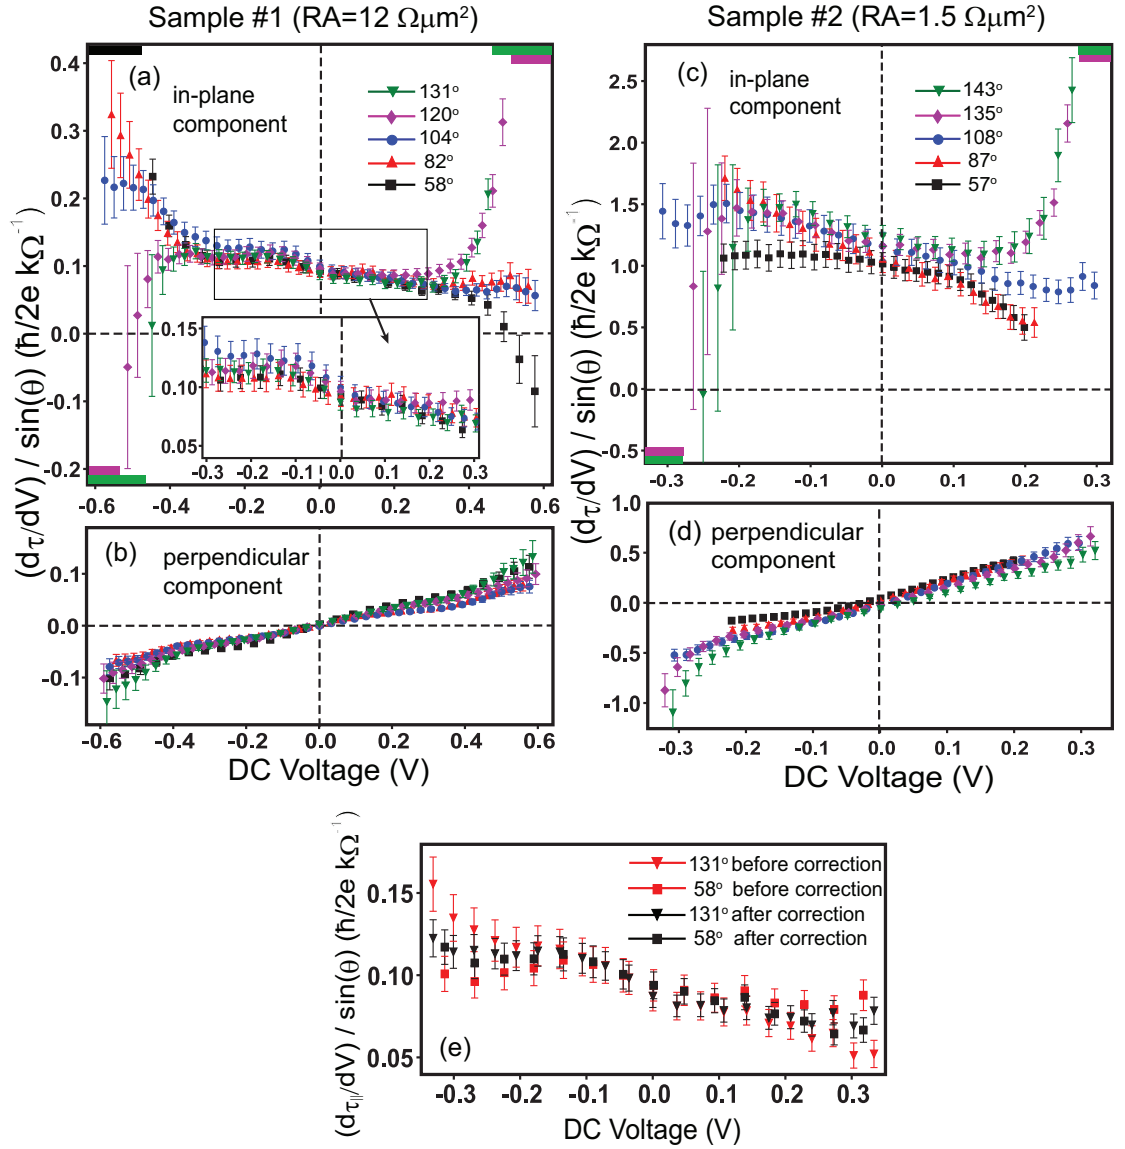 Sample #1 (RA=12 Ωμm²)
Sample #2 (RA=1.5 Ωμm²)
(dτ/dV) / sin(θ) (ħ/2e kΩ⁻¹)
(a)
in-plane
component
131°
120°
104°
82°
58°
0.4
0.3
0.2
0.1
0.0
-0.1
-0.2
0.15
0.10
0.05
-0.3 -0.2 -0.1 0.0 0.1 0.2 0.3
-0.6 -0.4 -0.2 0.0 0.2 0.4 0.6
(b)
perpendicular
component
0.1
0.0
-0.1
-0.6 -0.4 -0.2 0.0 0.2 0.4 0.6
DC Voltage (V)
(dτ/dV) / sin(θ) (ħ/2e kΩ⁻¹)
(c)
in-plane
component
143°
135°
108°
87°
57°
2.5
2.0
1.5
1.0
0.5
0.0
-0.5
-0.3 -0.2 -0.1 0.0 0.1 0.2 0.3
(d)
perpendicular
component
1.0
0.5
0.0
-0.5
-1.0
-0.3 -0.2 -0.1 0.0 0.1 0.2 0.3
DC Voltage (V)
(dτ||/dV) / sin(θ) (ħ/2e kΩ⁻¹)
131° before correction
58° before correction
131° after correction
58° after correction
0.15
0.10
0.05
(e)
-0.3 -0.2 -0.1 0.0 0.1 0.2 0.3
DC Voltage (V)